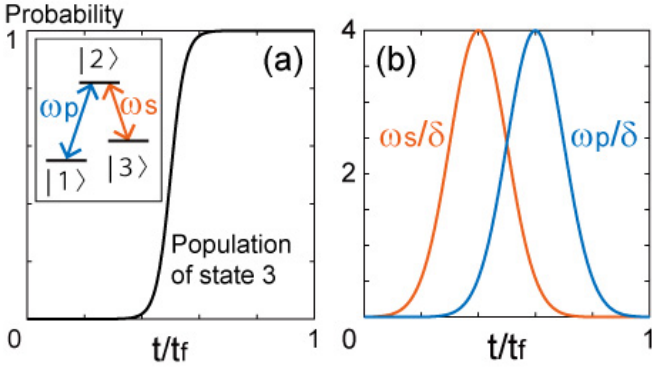 Probability
1
(a)
|2⟩
ωp
ωs
|1⟩
|3⟩
Population
of state 3
0
t/tf
1
4
(b)
ωs/δ
ωp/δ
2
0
0
t/tf
1